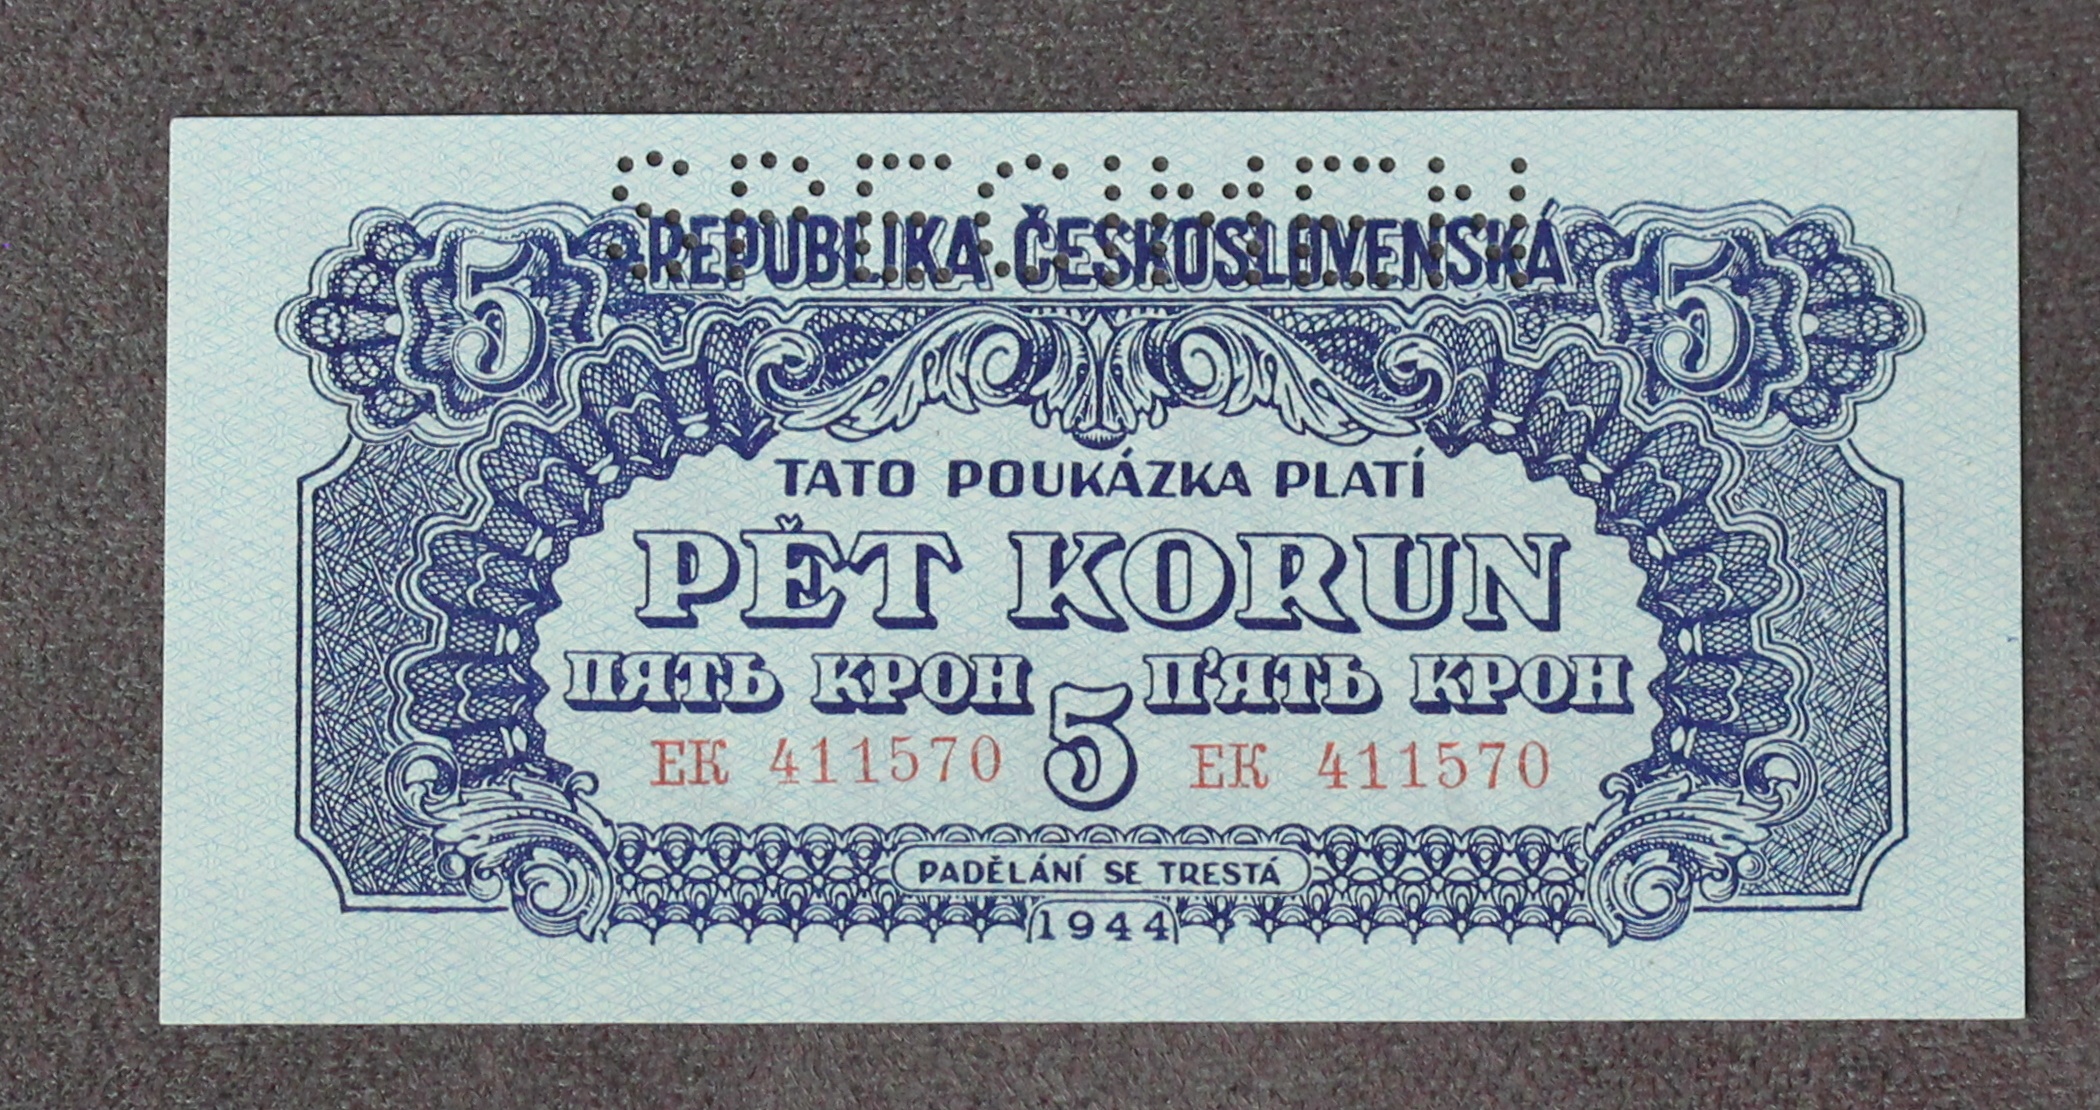 SPECIMEN
REPUBLIKA ČESKOSLOVENSKÁ
5 5
TATO POUKÁZKA PLATÍ
PĚT KORUN
ПЯТЬ КРОН П'ЯТЬ КРОН
5
ЕК 411570 ЕК 411570
PADĚLÁNÍ SE TRESTÁ
1944